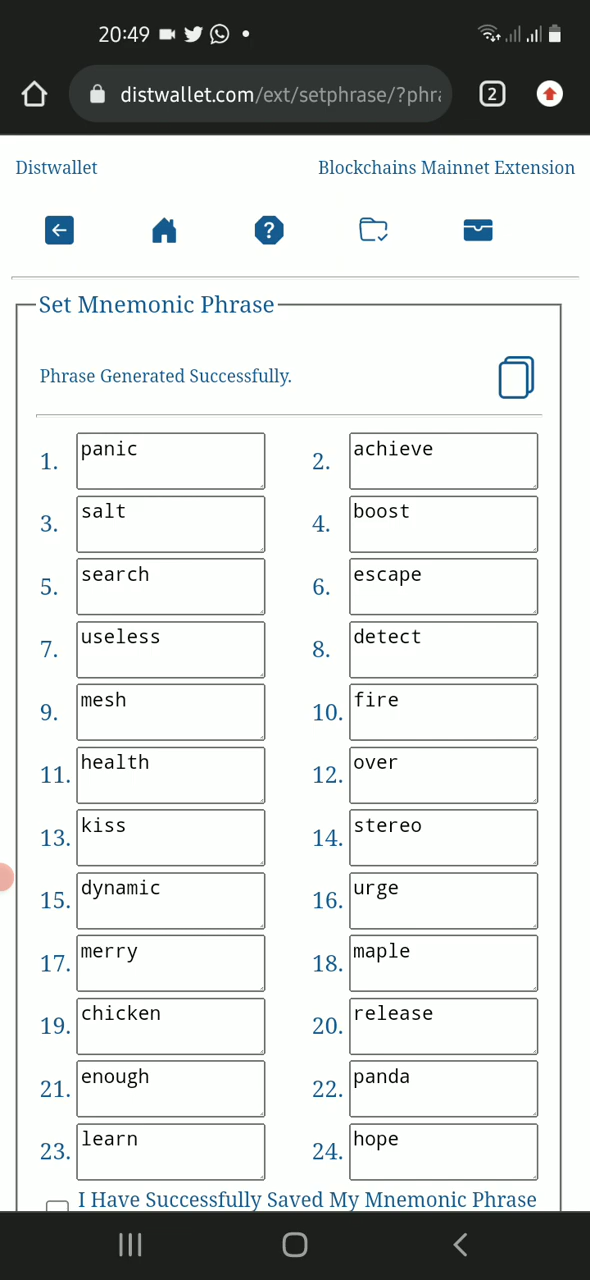 20:49
2
distwallet.com/ext/setphrase/?phra
Distwallet
Blockchains Mainnet Extension
?
Set Mnemonic Phrase
Phrase Generated Successfully.
1. panic 2. achieve
3. salt 4. boost
5. search 6. escape
7. useless 8. detect
9. mesh 10. fire
11. health 12. over
13. kiss 14. stereo
15. dynamic 16. urge
17. merry 18. maple
19. chicken 20. release
21. enough 22. panda
23. learn 24. hope
I Have Successfully Saved My Mnemonic Phrase